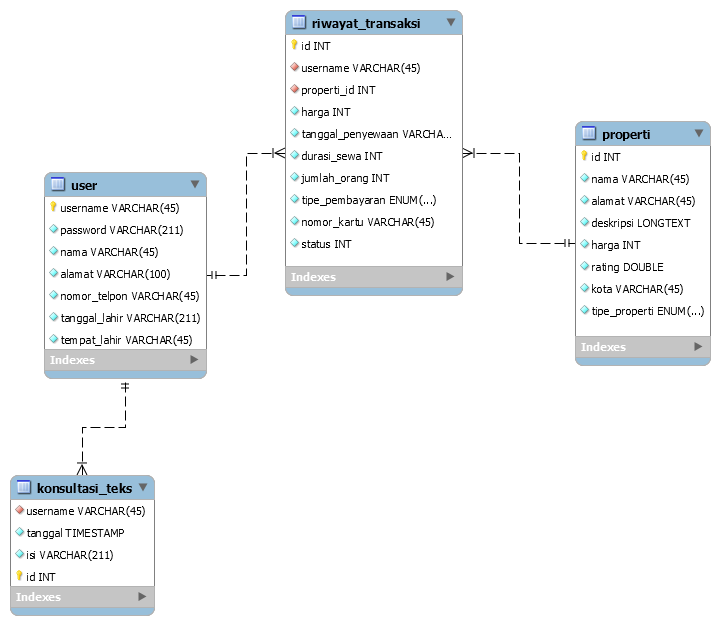 riwayat_transaksi
id INT
username VARCHAR(45)
properti_id INT
harga INT
tanggal_penyewaan VARCHA...
durasi_sewa INT
jumlah_orang INT
tipe_pembayaran ENUM(...)
nomor_kartu VARCHAR(45)
status INT
Indexes
properti
id INT
nama VARCHAR(45)
alamat VARCHAR(45)
deskripsi LONGTEXT
harga INT
rating DOUBLE
kota VARCHAR(45)
tipe_properti ENUM(...)
Indexes
user
username VARCHAR(45)
password VARCHAR(211)
nama VARCHAR(45)
alamat VARCHAR(100)
nomor_telpon VARCHAR(45)
tanggal_lahir VARCHAR(211)
tempat_lahir VARCHAR(45)
Indexes
konsultasi_teks
username VARCHAR(45)
tanggal TIMESTAMP
isi VARCHAR(211)
id INT
Indexes